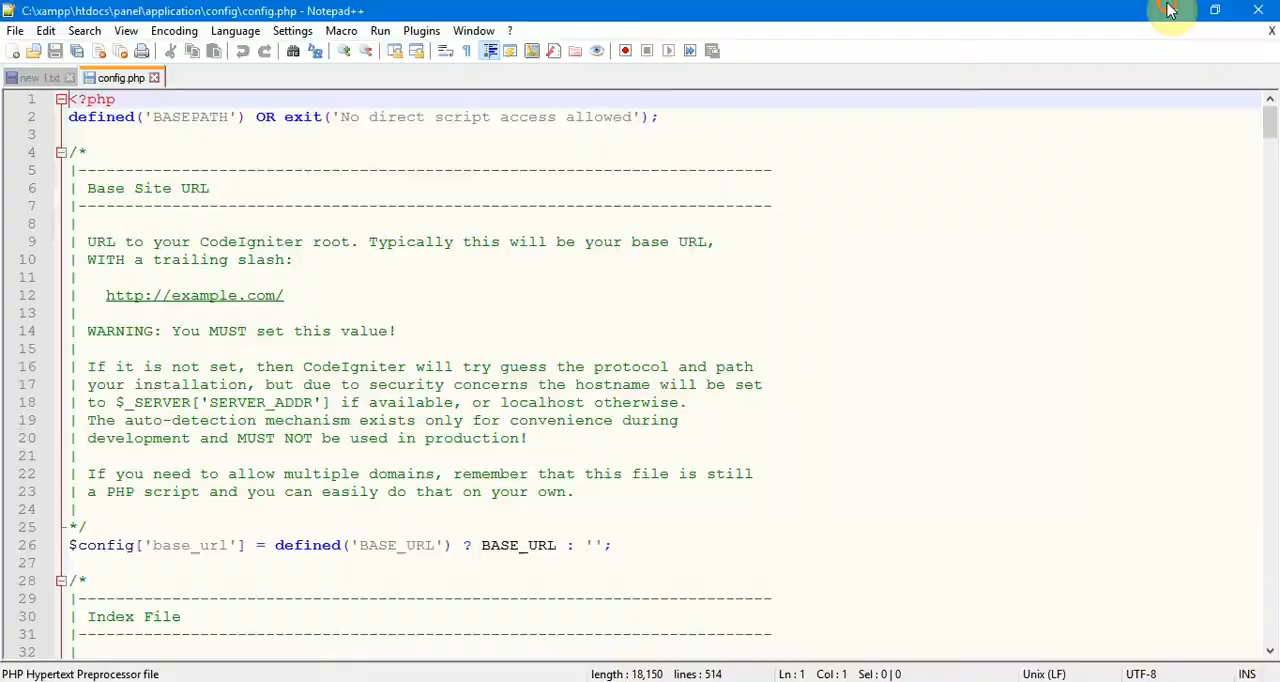 C:\xampp\htdocs\panel\application\config\config.php - Notepad++
File Edit Search View Encoding Language Settings Macro Run Plugins Window ? X
new 1.txt config.php
1 <?php
2 defined('BASEPATH') OR exit('No direct script access allowed');
3
4 /*
5 |--------------------------------------------------------------------------
6 | Base Site URL
7 |--------------------------------------------------------------------------
8 |
9 | URL to your CodeIgniter root. Typically this will be your base URL,
10 | WITH a trailing slash:
11 |
12 | http://example.com/
13 |
14 | WARNING: You MUST set this value!
15 |
16 | If it is not set, then CodeIgniter will try guess the protocol and path
17 | your installation, but due to security concerns the hostname will be set
18 | to $_SERVER['SERVER_ADDR'] if available, or localhost otherwise.
19 | The auto-detection mechanism exists only for convenience during
20 | development and MUST NOT be used in production!
21 |
22 | If you need to allow multiple domains, remember that this file is still
23 | a PHP script and you can easily do that on your own.
24 |
25 */
26 $config['base_url'] = defined('BASE_URL') ? BASE_URL : '';
27
28 /*
29 |--------------------------------------------------------------------------
30 | Index File
31 |--------------------------------------------------------------------------
32 |
PHP Hypertext Preprocessor file length : 18,150 lines : 514 Ln : 1 Col : 1 Sel : 0 | 0 Unix (LF) UTF-8 INS